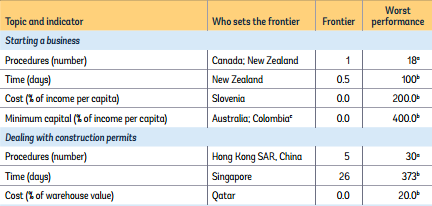 Topic and indicator Who sets the frontier Frontier Worst performance
Starting a business
Procedures (number) Canada; New Zealand 1 18ᵃ
Time (days) New Zealand 0.5 100ᵇ
Cost (% of income per capita) Slovenia 0.0 200.0ᵇ
Minimum capital (% of income per capita) Australia; Colombiaᶜ 0.0 400.0ᵇ
Dealing with construction permits
Procedures (number) Hong Kong SAR, China 5 30ᵃ
Time (days) Singapore 26 373ᵇ
Cost (% of warehouse value) Qatar 0.0 20.0ᵇ